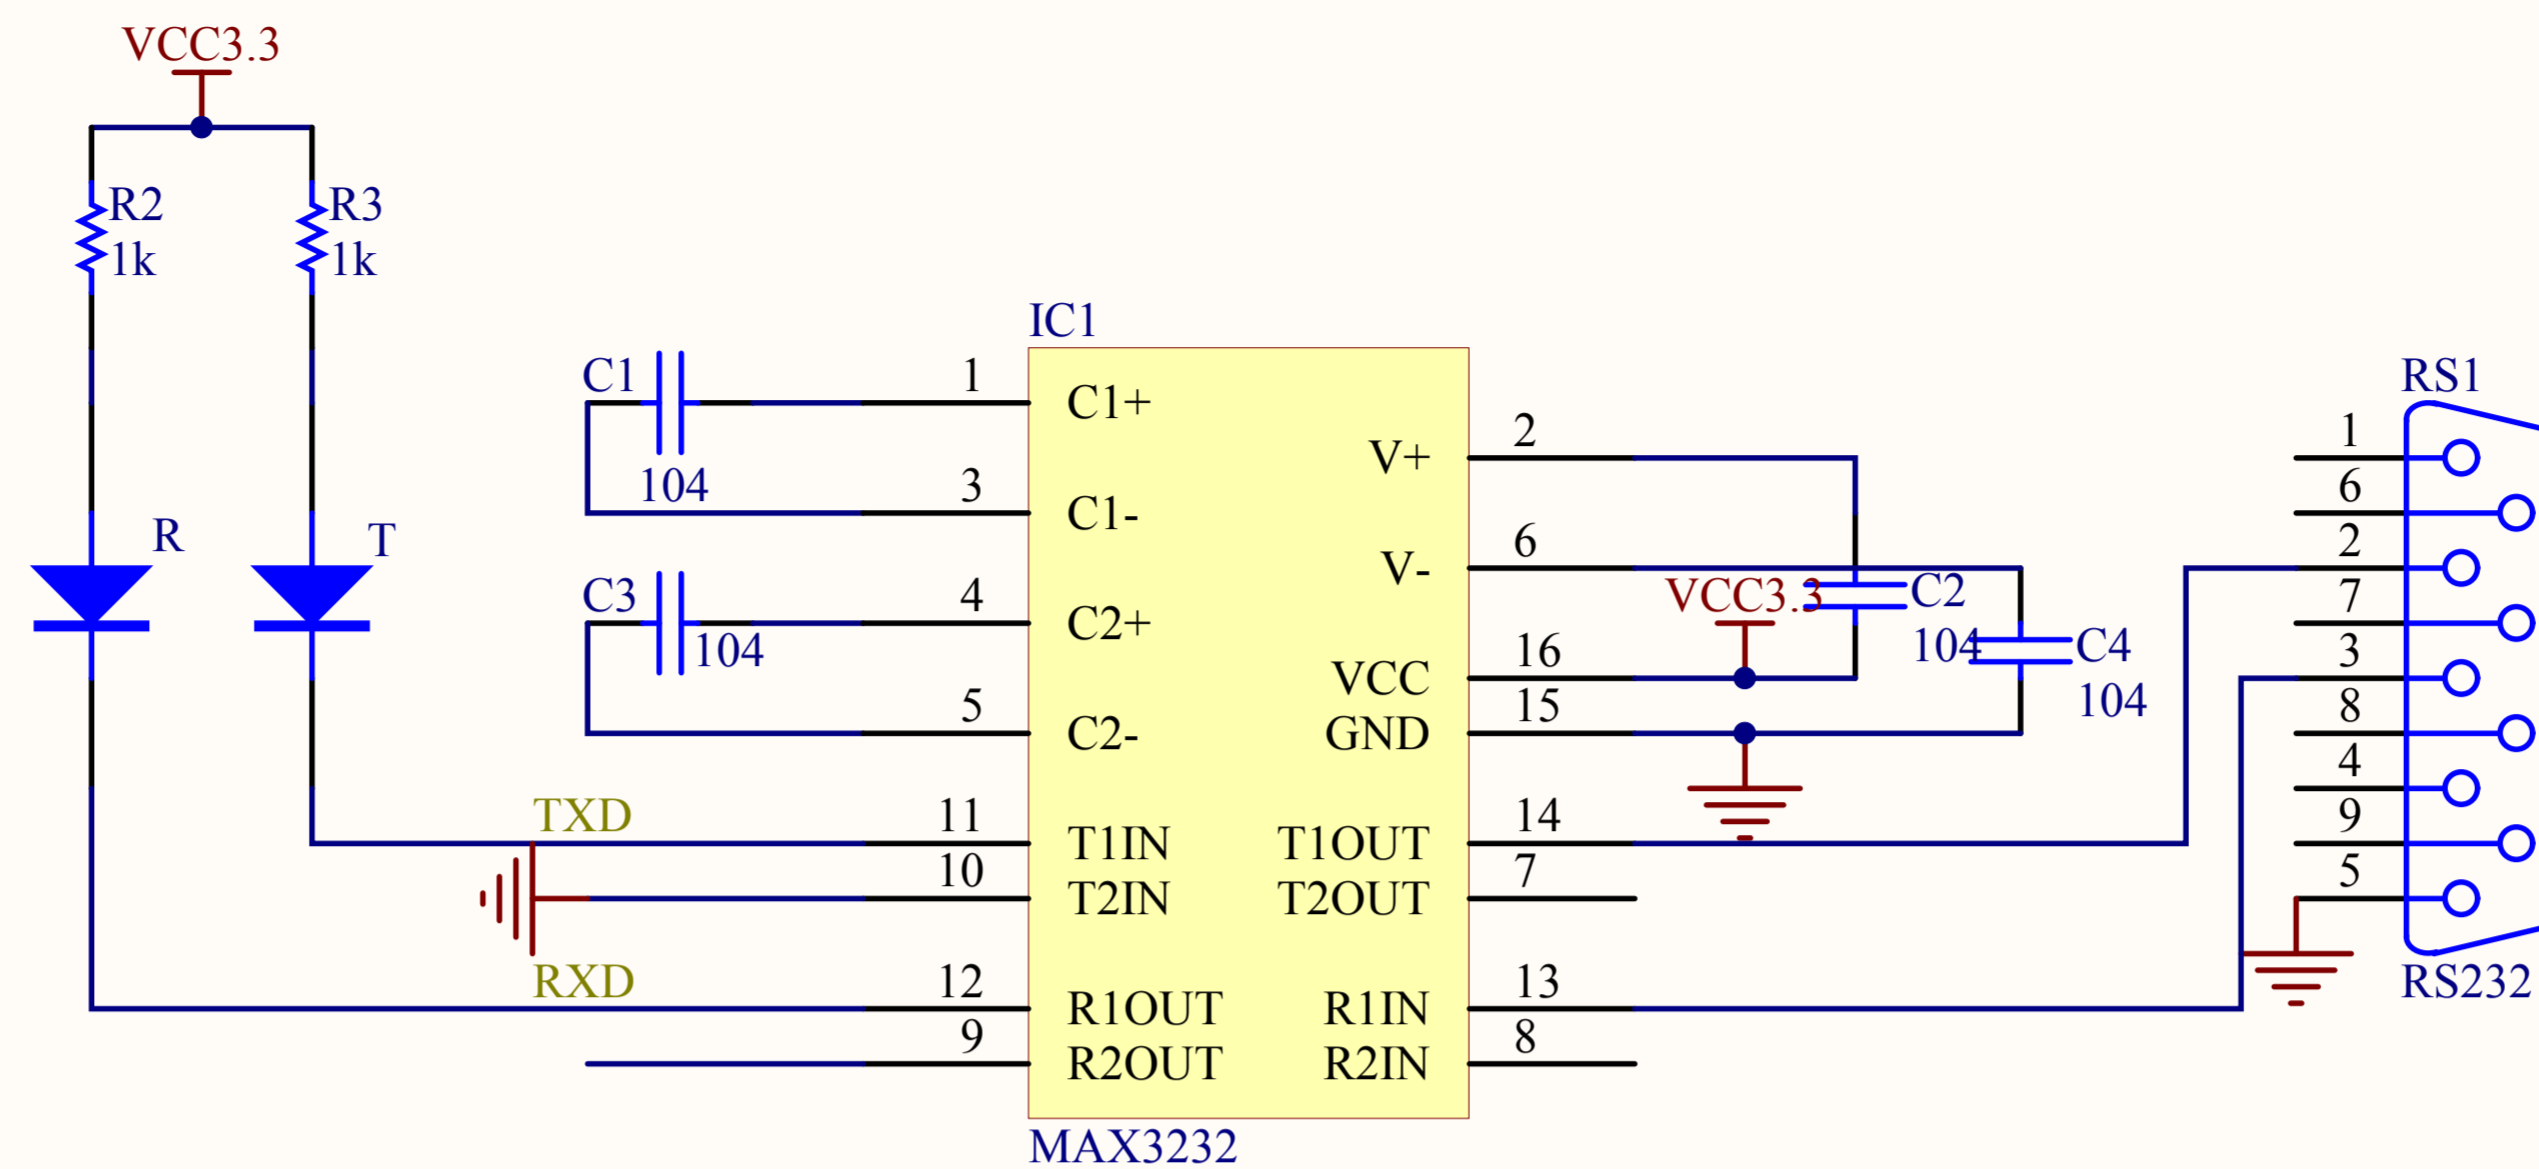 VCC3.3
R2
1k
R3
1k
R
T
C1
104
C3
104
TXD
RXD
IC1
1
C1+
3
C1-
4
C2+
5
C2-
11
T1IN
10
T2IN
12
R1OUT
9
R2OUT
V+
2
V-
6
VCC
16
GND
15
T1OUT
14
T2OUT
7
R1IN
13
R2IN
8
MAX3232
VCC3.3
C2
104
C4
104
RS1
1
6
2
7
3
8
4
9
5
RS232